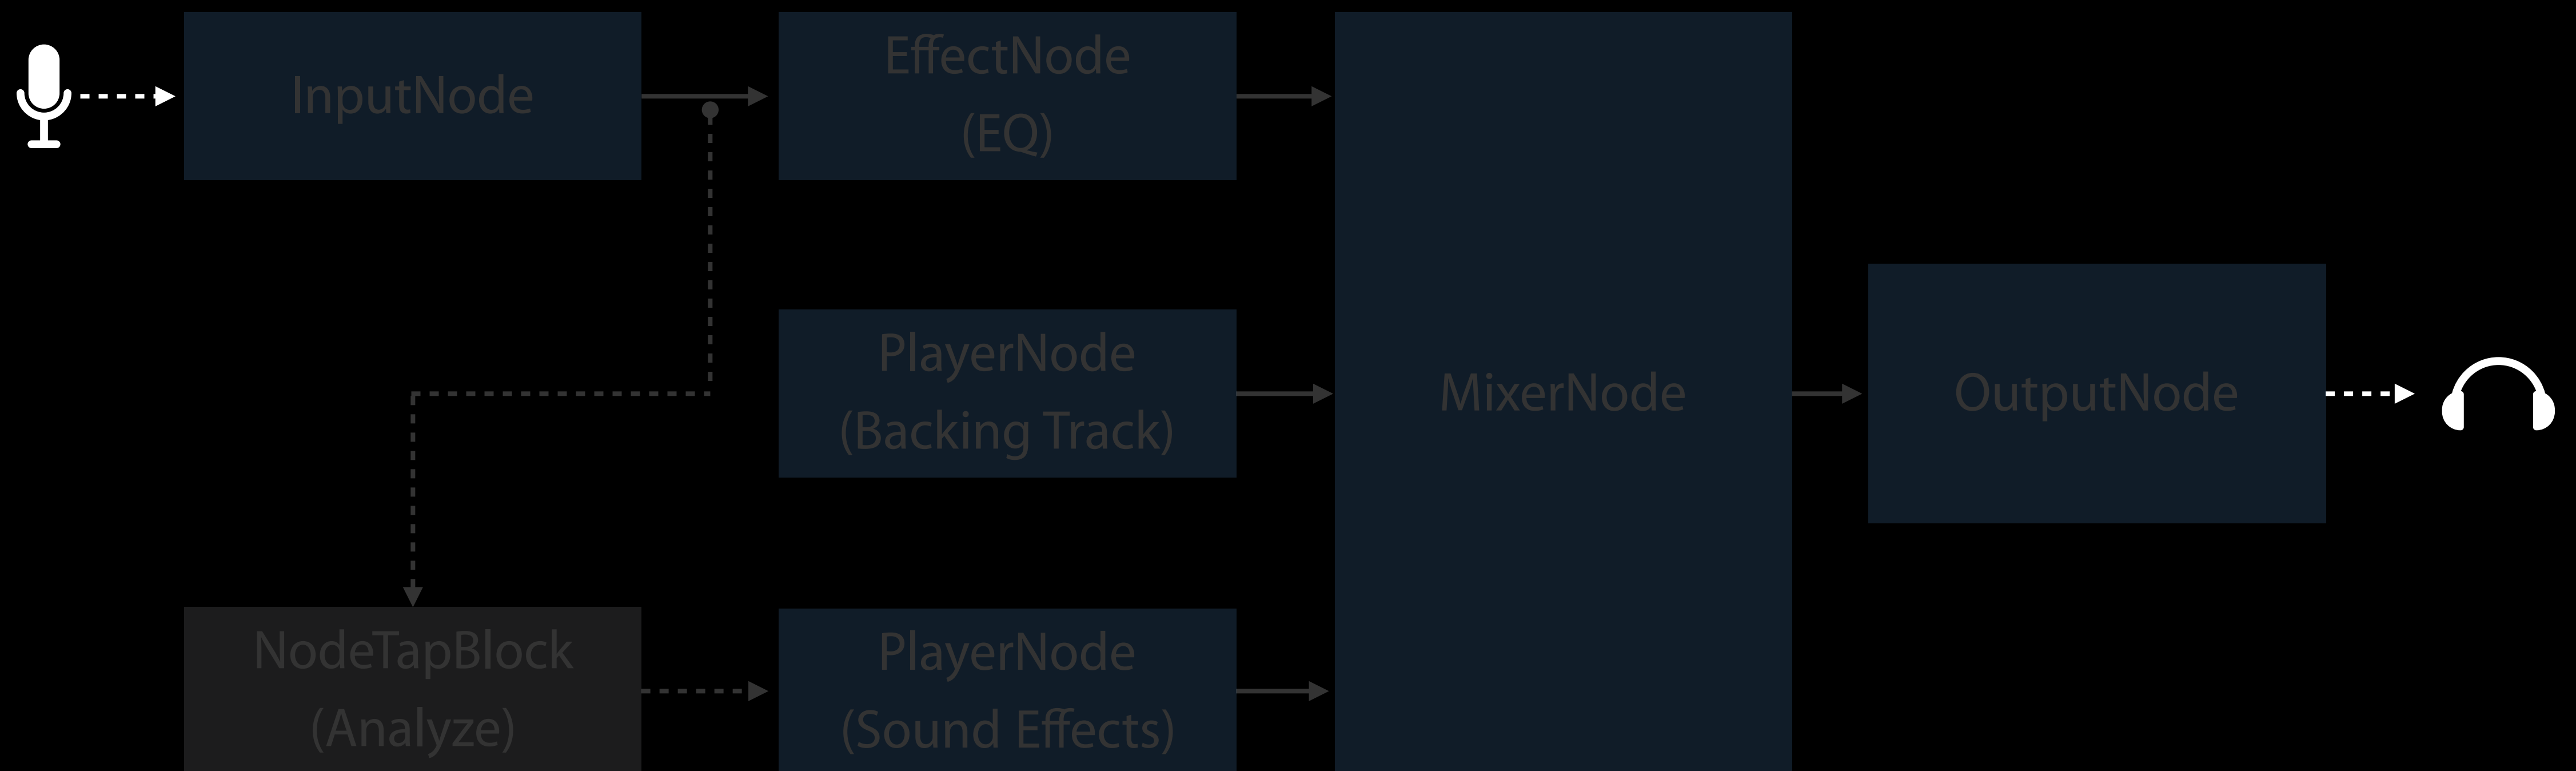 InputNode
EffectNode
(EQ)
PlayerNode
(Backing Track)
MixerNode
OutputNode
NodeTapBlock
(Analyze)
PlayerNode
(Sound Effects)